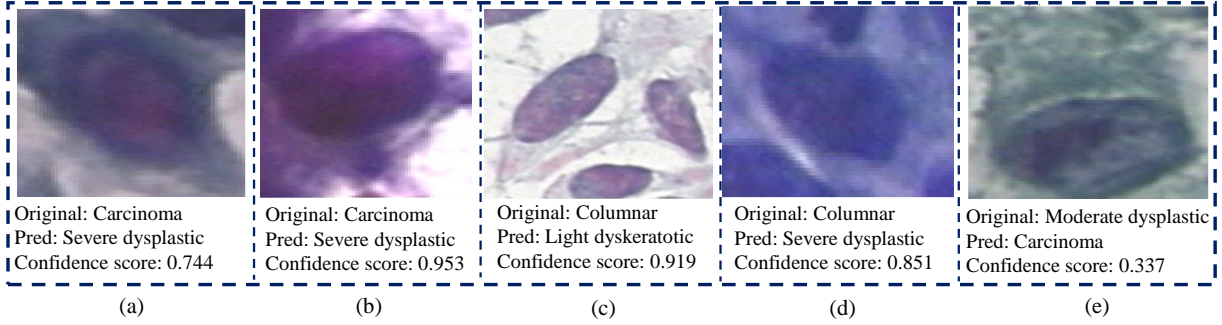 Original: Carcinoma
Pred: Severe dysplastic
Confidence score: 0.744
(a)
Original: Carcinoma
Pred: Severe dysplastic
Confidence score: 0.953
(b)
Original: Columnar
Pred: Light dyskeratotic
Confidence score: 0.919
(c)
Original: Columnar
Pred: Severe dysplastic
Confidence score: 0.851
(d)
Original: Moderate dysplastic
Pred: Carcinoma
Confidence score: 0.337
(e)